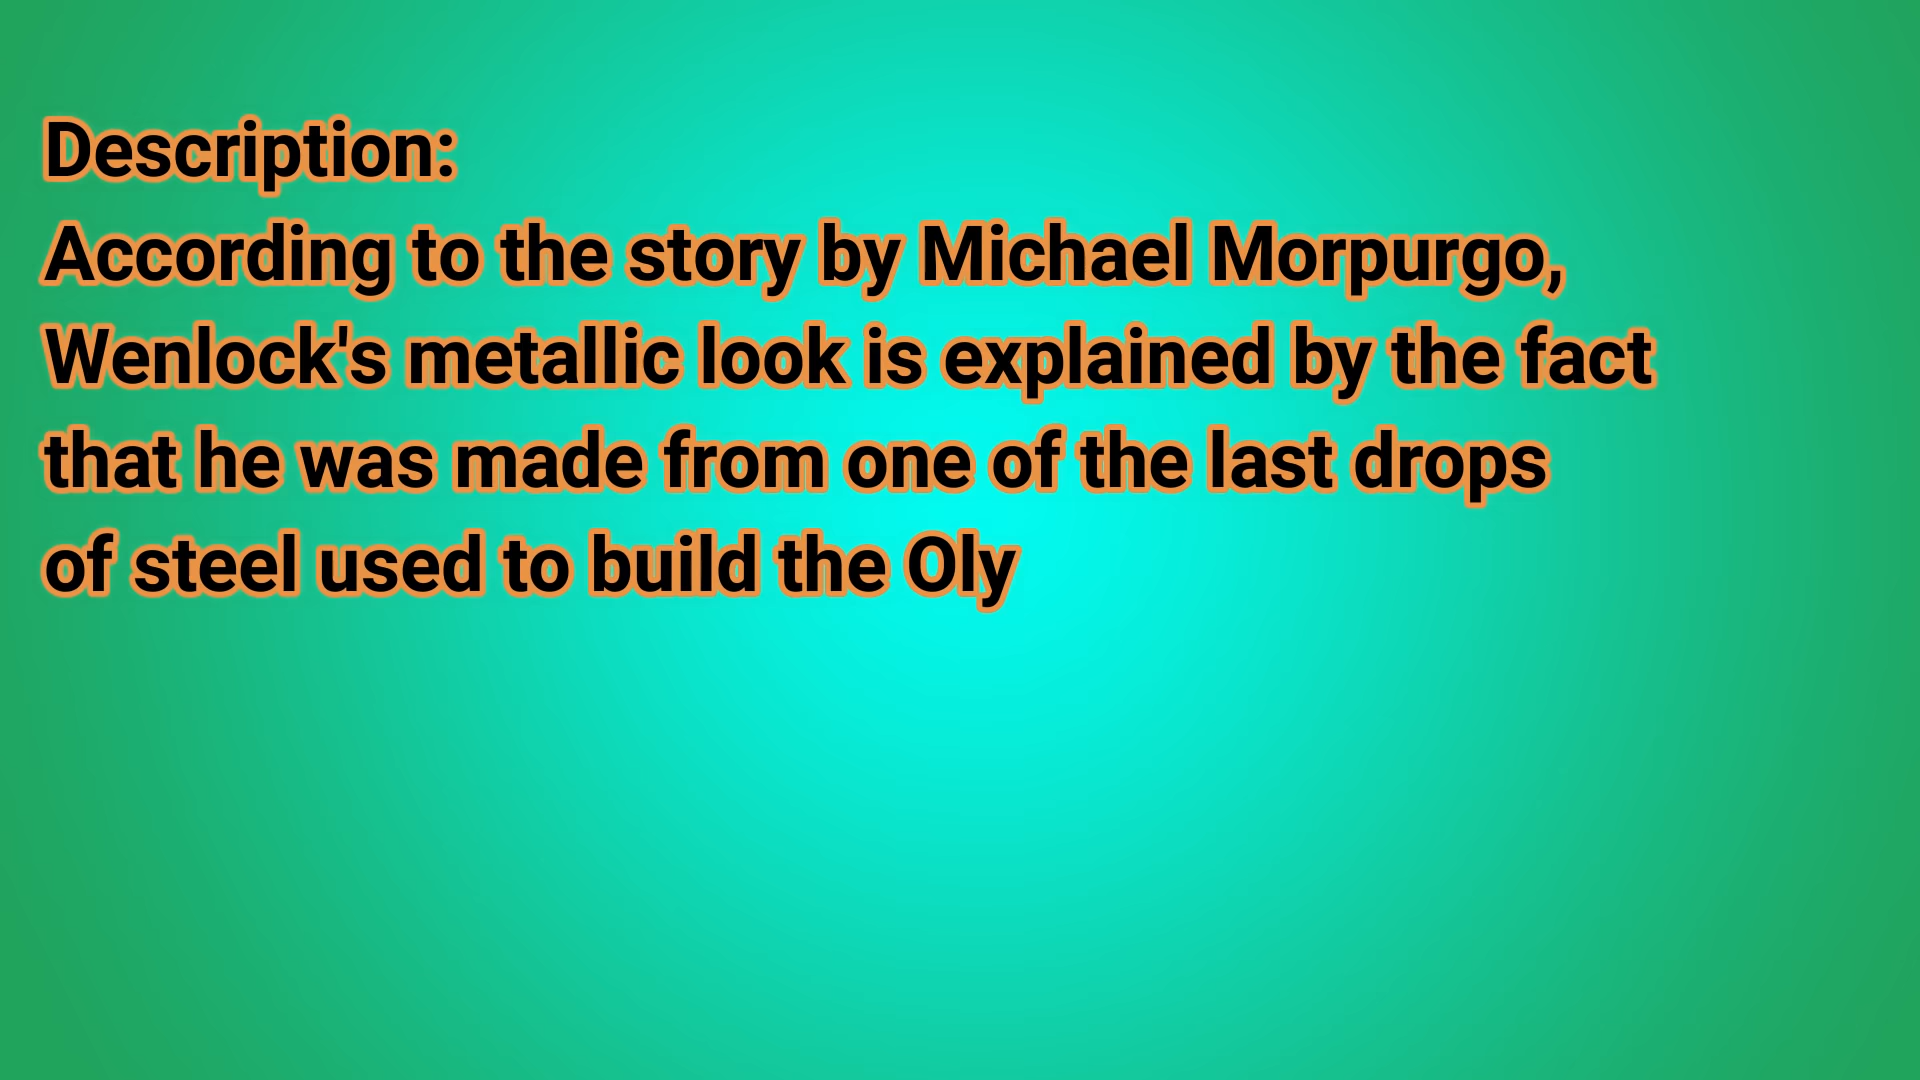 Description:
According to the story by Michael Morpurgo,
Wenlock's metallic look is explained by the fact
that he was made from one of the last drops
of steel used to build the Oly